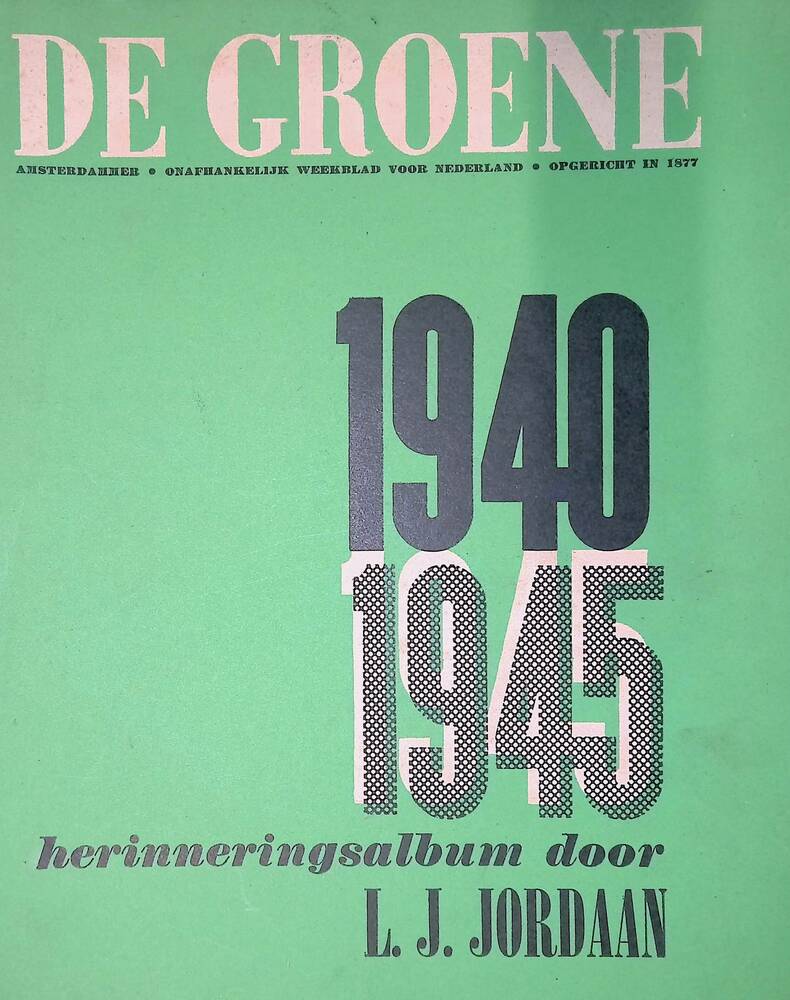 DE GROENE
AMSTERDAMMER • ONAFHANKELIJK WEEKBLAD VOOR NEDERLAND • OPGERICHT IN 1877
1940
1945
herinneringsalbum door
L. J. JORDAAN